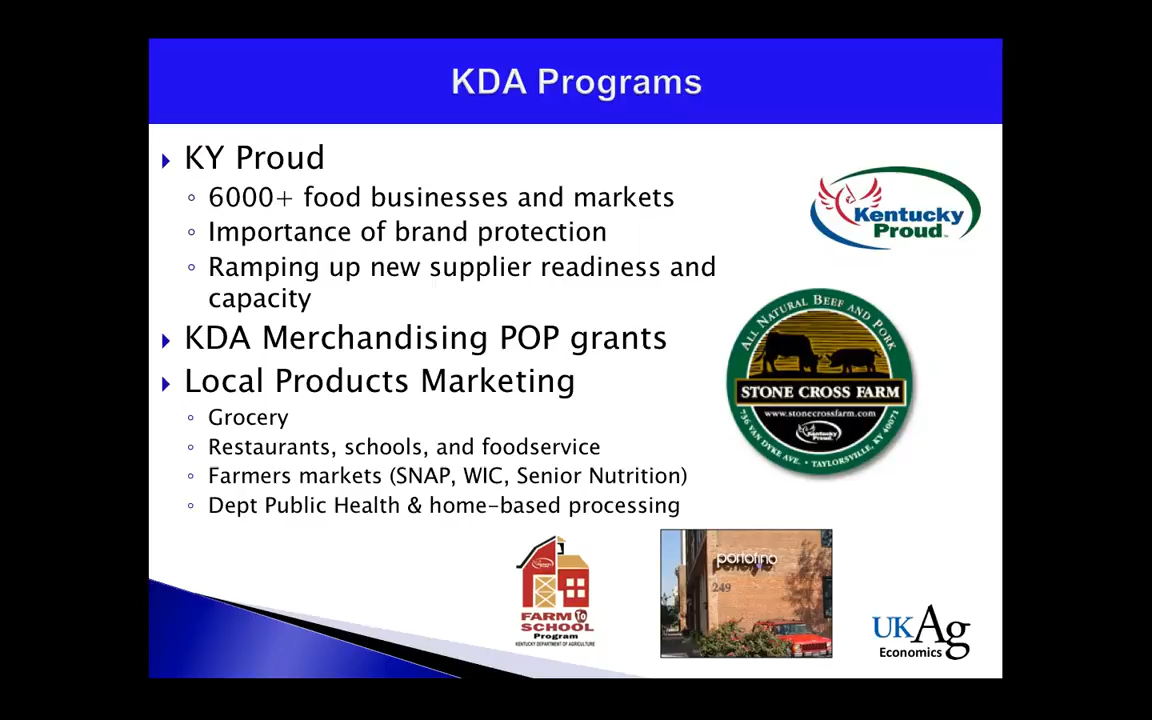 KDA Programs
KY Proud
6000+ food businesses and markets
Importance of brand protection
Ramping up new supplier readiness and
capacity
KDA Merchandising POP grants
Local Products Marketing
Grocery
Restaurants, schools, and foodservice
Farmers markets (SNAP, WIC, Senior Nutrition)
Dept Public Health & home-based processing
Kentucky
Proud™
ALL NATURAL BEEF AND PORK
STONE CROSS FARM
www.stonecrossfarm.com
Kentucky
Proud
736 VAN DYKE AVE. • TAYLORSVILLE, KY 40071
FARM TO
SCHOOL
Program
KENTUCKY DEPARTMENT OF AGRICULTURE
portofino
249
UKAg
Economics